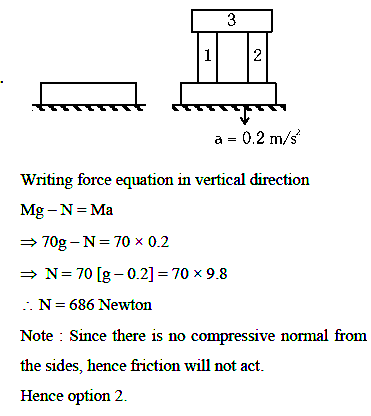 3
1 2
a = 0.2 m/s²
Writing force equation in vertical direction
Mg – N = Ma
⇒ 70g – N = 70 × 0.2
⇒ N = 70 [g – 0.2] = 70 × 9.8
∴ N = 686 Newton
Note : Since there is no compressive normal from
the sides, hence friction will not act.
Hence option 2.